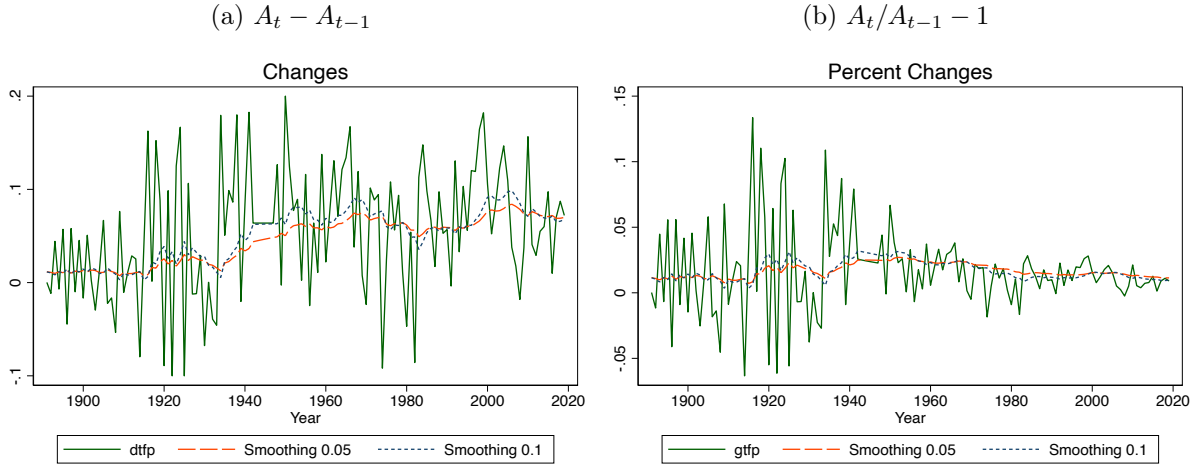 (a) A_t − A_{t−1}
Changes
.2
.1
0
-.1
1900 1920 1940 1960 1980 2000 2020
Year
dtfp Smoothing 0.05 Smoothing 0.1
(b) A_t/A_{t−1} − 1
Percent Changes
.15
.1
.05
0
-.05
1900 1920 1940 1960 1980 2000 2020
Year
gtfp Smoothing 0.05 Smoothing 0.1